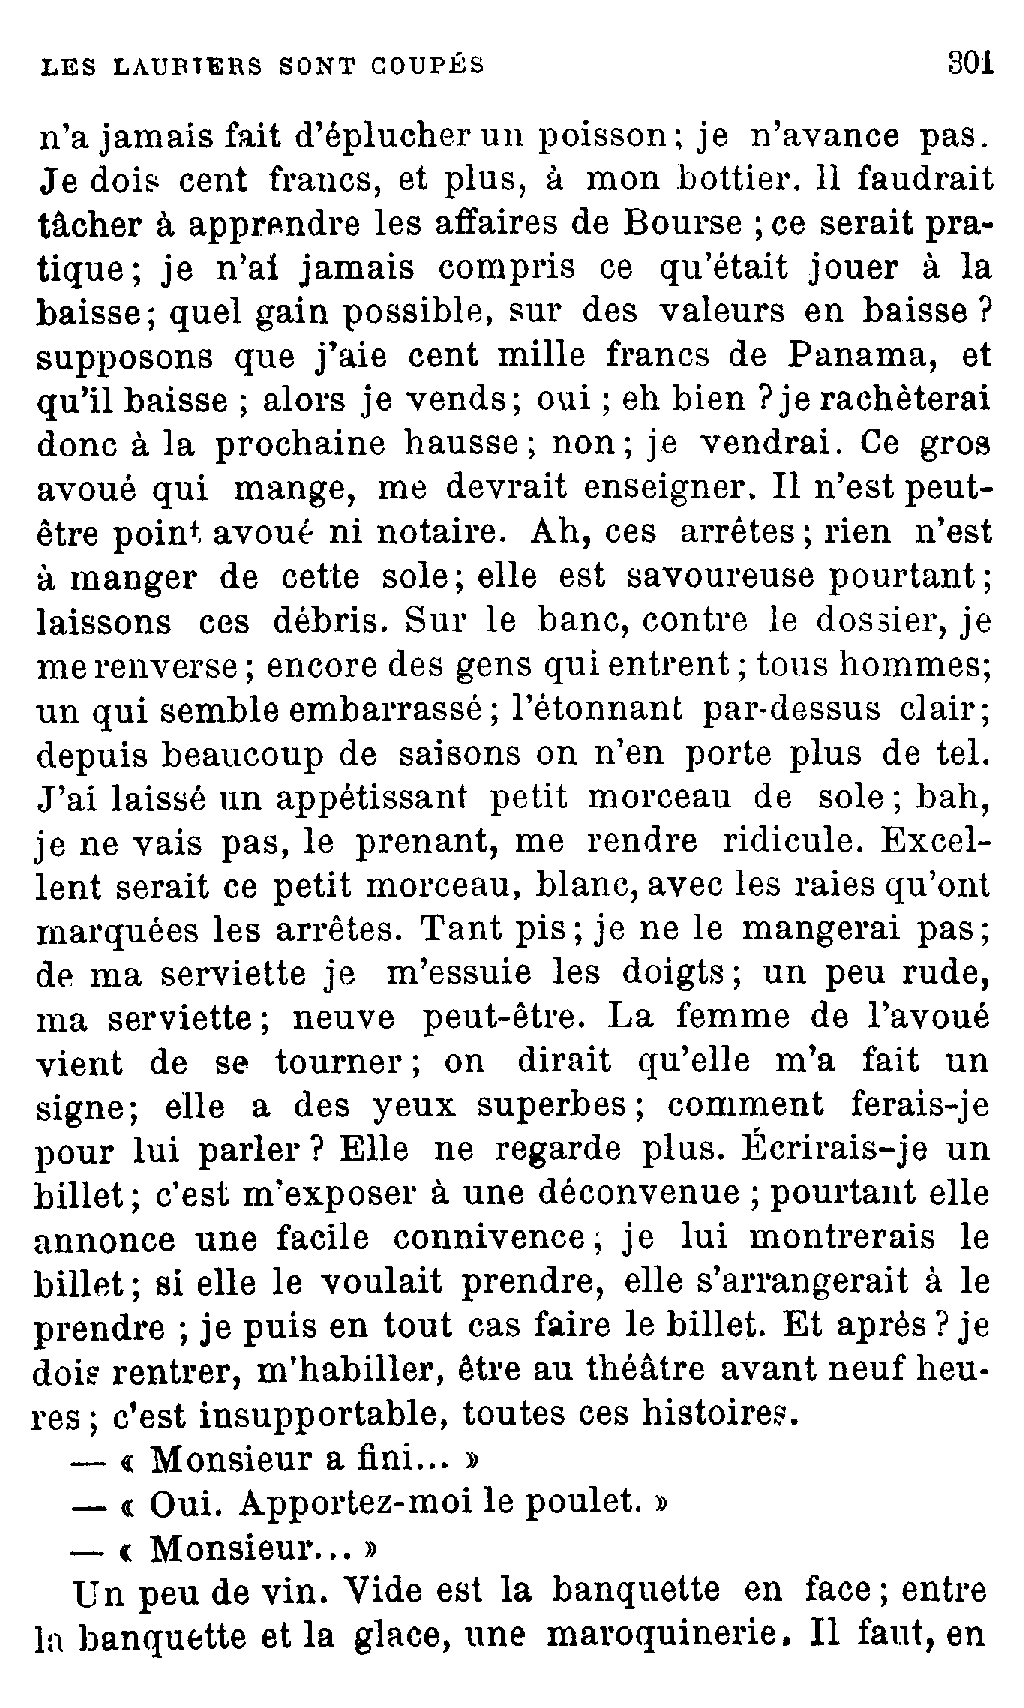 LES LAURIERS SONT COUPÉS 301
n'a jamais fait d'éplucher un poisson; je n'avance pas.
Je dois cent francs, et plus, à mon bottier. Il faudrait
tâcher à apprendre les affaires de Bourse ; ce serait pra-
tique; je n'ai jamais compris ce qu'était jouer à la
baisse; quel gain possible, sur des valeurs en baisse ?
supposons que j'aie cent mille francs de Panama, et
qu'il baisse ; alors je vends; oui ; eh bien ? je rachèterai
donc à la prochaine hausse; non; je vendrai. Ce gros
avoué qui mange, me devrait enseigner. Il n'est peut-
être point avoué ni notaire. Ah, ces arrêtes; rien n'est
à manger de cette sole; elle est savoureuse pourtant;
laissons ces débris. Sur le banc, contre le dossier, je
me renverse; encore des gens qui entrent; tous hommes;
un qui semble embarrassé; l'étonnant par-dessus clair;
depuis beaucoup de saisons on n'en porte plus de tel.
J'ai laissé un appétissant petit morceau de sole; bah,
je ne vais pas, le prenant, me rendre ridicule. Excel-
lent serait ce petit morceau, blanc, avec les raies qu'ont
marquées les arrêtes. Tant pis; je ne le mangerai pas;
de ma serviette je m'essuie les doigts; un peu rude,
ma serviette; neuve peut-être. La femme de l'avoué
vient de se tourner; on dirait qu'elle m'a fait un
signe; elle a des yeux superbes; comment ferais-je
pour lui parler? Elle ne regarde plus. Écrirais-je un
billet; c'est m'exposer à une déconvenue ; pourtant elle
annonce une facile connivence; je lui montrerais le
billet; si elle le voulait prendre, elle s'arrangerait à le
prendre ; je puis en tout cas faire le billet. Et après ? je
dois rentrer, m'habiller, être au théâtre avant neuf heu-
res; c'est insupportable, toutes ces histoires.
— « Monsieur a fini... »
— « Oui. Apportez-moi le poulet. »
— « Monsieur... »
Un peu de vin. Vide est la banquette en face; entre
la banquette et la glace, une maroquinerie. Il faut, en